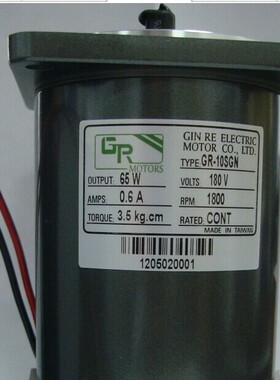 GIN RE ELECTRIC
MOTOR CO., LTD.
GR
MOTORS
TYPE GR-10SGN
OUTPUT: 65 W
VOLTS 180 V
AMPS. 0.6 A
RPM 1800
TORQUE: 3.5 kg.cm
RATED: CONT
MADE IN TAIWAN
1205020001